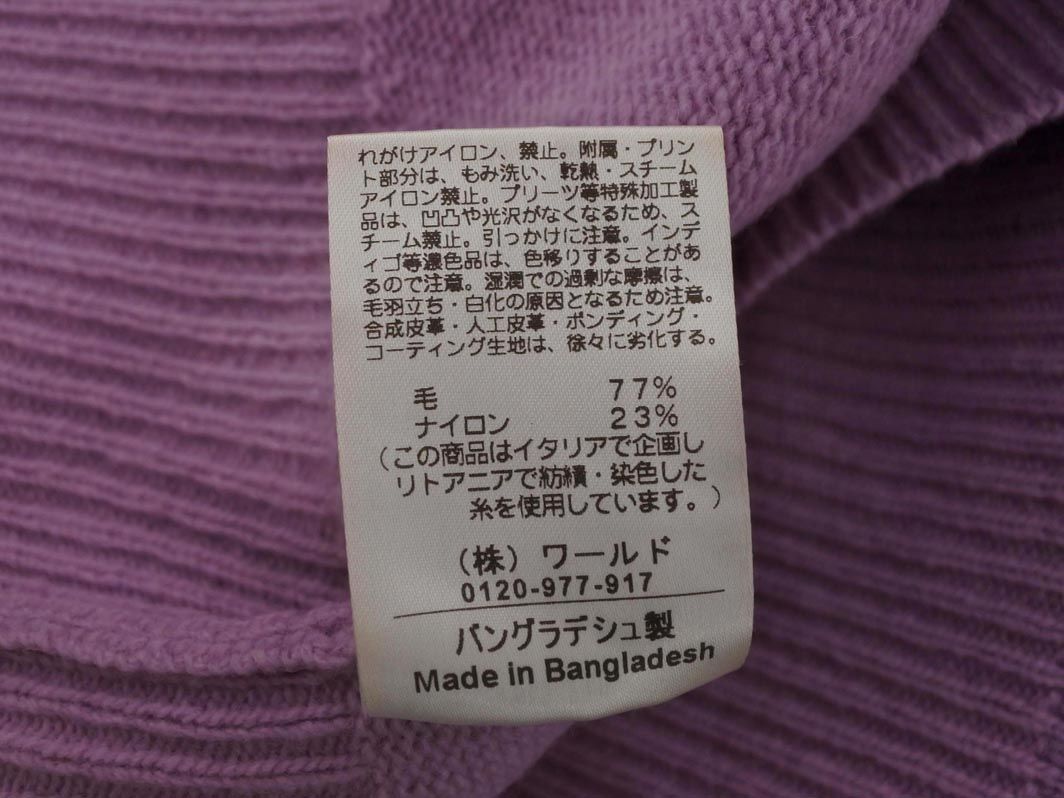 れがけアイロン、禁止。附属・プリン
ト部分は、もみ洗い、乾熱・スチーム
アイロン禁止。プリーツ等特殊加工製
品は、凹凸や光沢がなくなるため、ス
チーム禁止。引っかけに注意。インデ
ィゴ等濃色品は、色移りすることがあ
るので注意。湿潤での過剰な摩擦は、
毛羽立ち・白化の原因となるため注意。
合成皮革・人工皮革・ボンディング・
コーティング生地は、徐々に劣化する。
毛 77%
ナイロン 23%
(この商品はイタリアで企画し
リトアニアで紡績・染色した
糸を使用しています。)
(株)ワールド
0120-977-917
バングラデシュ製
Made in Bangladesh